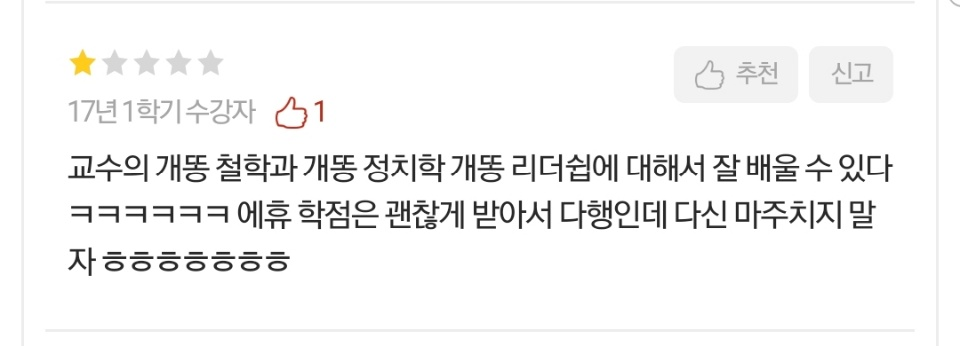 추천
신고
17년 1학기 수강자 1
교수의 개똥 철학과 개똥 정치학 개똥 리더쉽에 대해서 잘 배울 수 있다
ㅋㅋㅋㅋㅋㅋ 에휴 학점은 괜찮게 받아서 다행인데 다신 마주치지 말
자 ㅎㅎㅎㅎㅎㅎㅎ